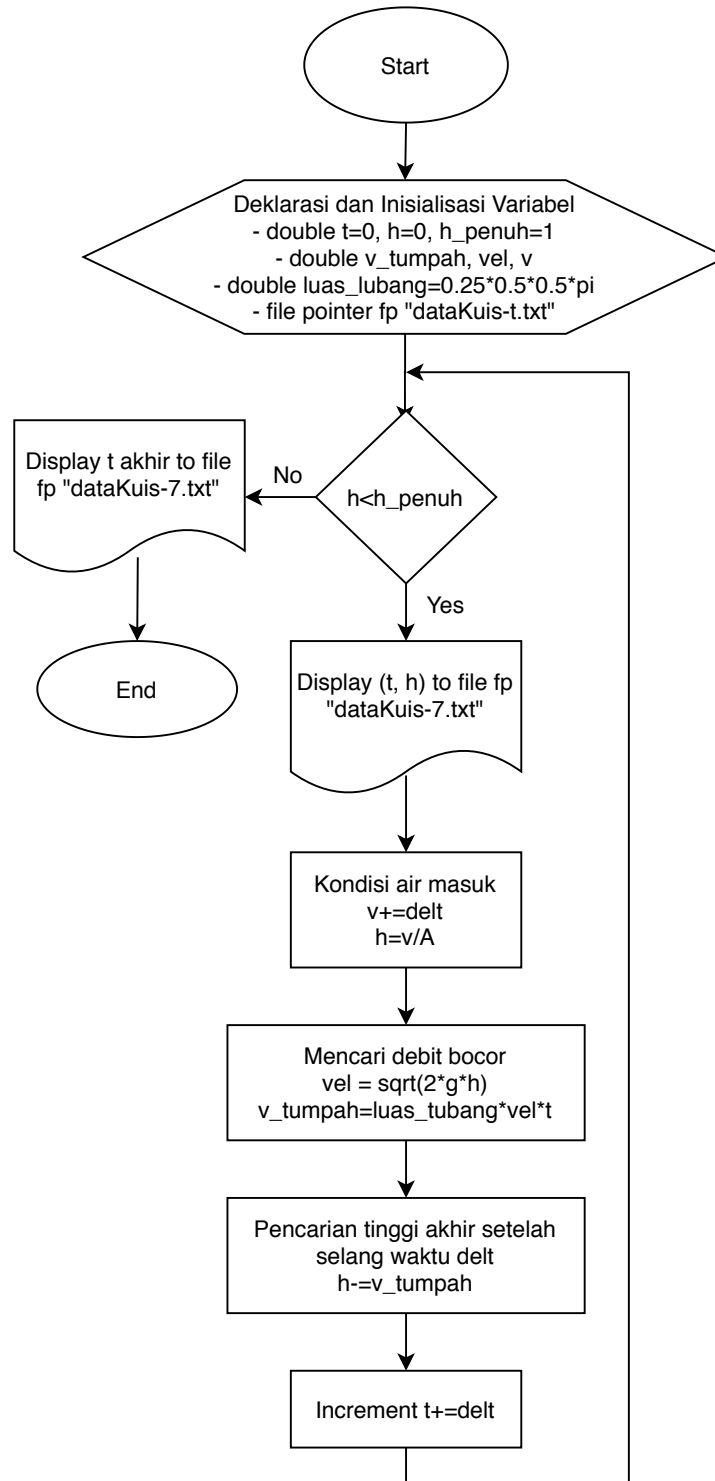 Start
Deklarasi dan Inisialisasi Variabel
- double t=0, h=0, h_penuh=1
- double v_tumpah, vel, v
- double luas_lubang=0.25*0.5*0.5*pi
- file pointer fp "dataKuis-t.txt"
h<h_penuh
No
Display t akhir to file
fp "dataKuis-7.txt"
End
Yes
Display (t, h) to file fp
"dataKuis-7.txt"
Kondisi air masuk
v+=delt
h=v/A
Mencari debit bocor
vel = sqrt(2*g*h)
v_tumpah=luas_tubang*vel*t
Pencarian tinggi akhir setelah
selang waktu delt
h-=v_tumpah
Increment t+=delt